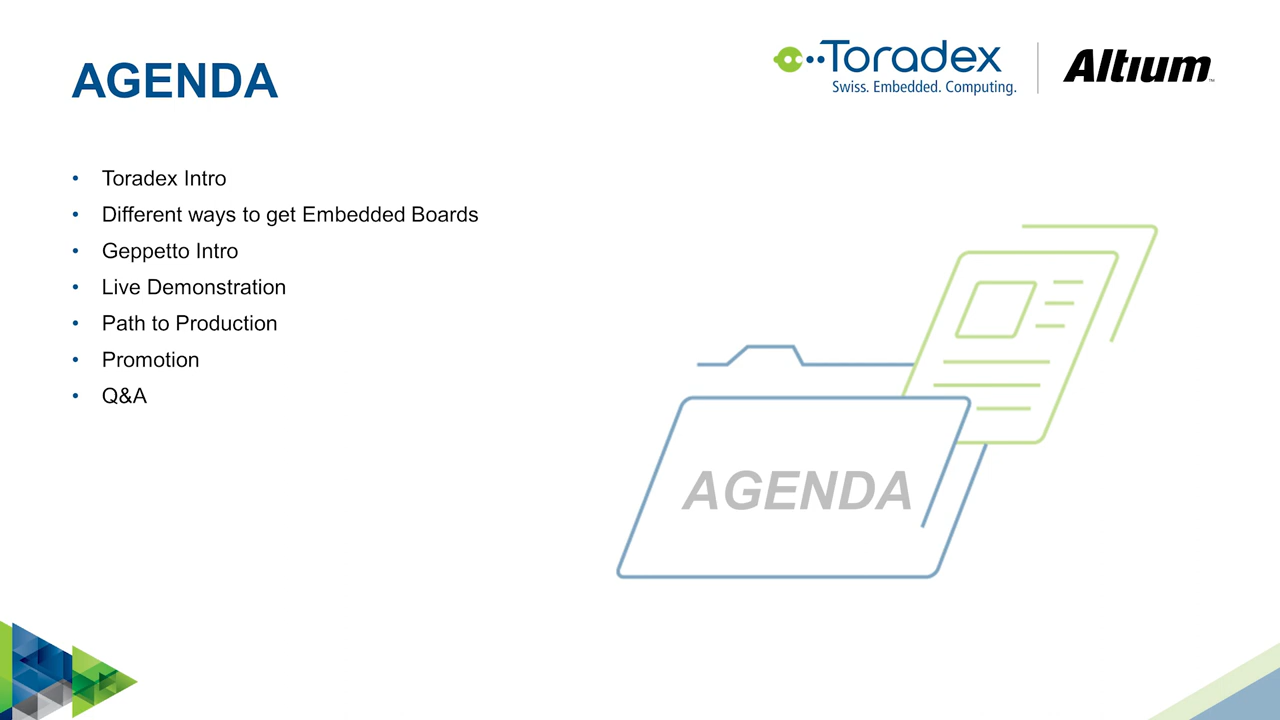 AGENDA
Toradex
Swiss. Embedded. Computing.
Altium™
• Toradex Intro
• Different ways to get Embedded Boards
• Geppetto Intro
• Live Demonstration
• Path to Production
• Promotion
• Q&A
AGENDA